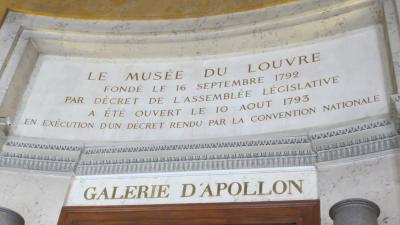 LE MUSÉE DU LOUVRE
FONDÉ LE 16 SEPTEMBRE 1792
PAR DÉCRET DE L'ASSEMBLÉE LÉGISLATIVE
A ÉTÉ OUVERT LE 10 AOUT 1793
EN EXÉCUTION D'UN DÉCRET RENDU PAR LA CONVENTION NATIONALE
GALERIE D'APOLLON